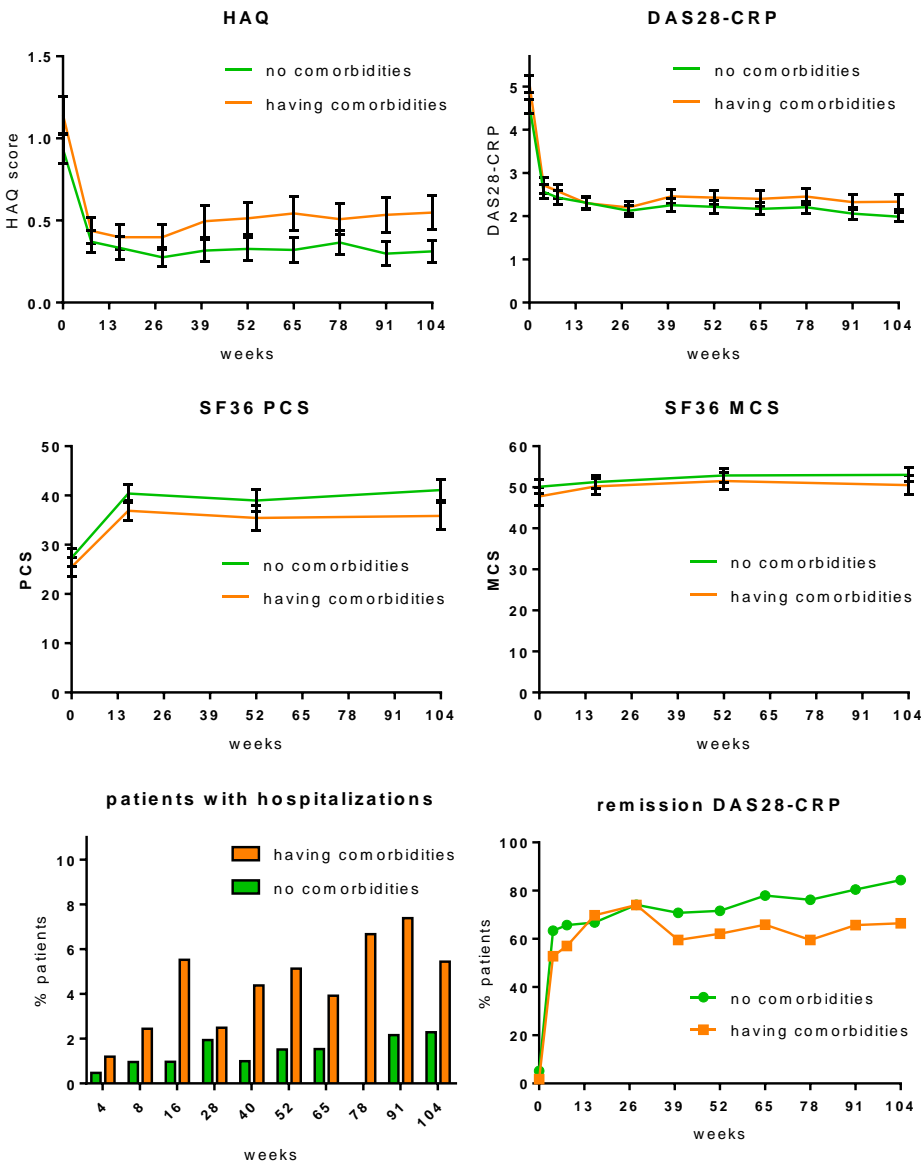 HAQ
1.5
1.0
0.5
0.0
HAQ score
no comorbidities
having comorbidities
0 13 26 39 52 65 78 91 104
weeks
DAS28-CRP
5
4
3
2
1
0
DAS28-CRP
no comorbidities
having comorbidities
0 13 26 39 52 65 78 91 104
weeks
SF36 PCS
50
40
30
20
10
0
PCS
no comorbidities
having comorbidities
0 13 26 39 52 65 78 91 104
weeks
SF36 MCS
60
50
40
30
20
10
0
MCS
no comorbidities
having comorbidities
0 13 26 39 52 65 78 91 104
weeks
patients with hospitalizations
10
8
6
4
2
0
% patients
having comorbidities
no comorbidities
4 8 16 28 40 52 65 78 91 104
weeks
remission DAS28-CRP
100
80
60
40
20
0
% patients
no comorbidities
having comorbidities
0 13 26 39 52 65 78 91 104
weeks